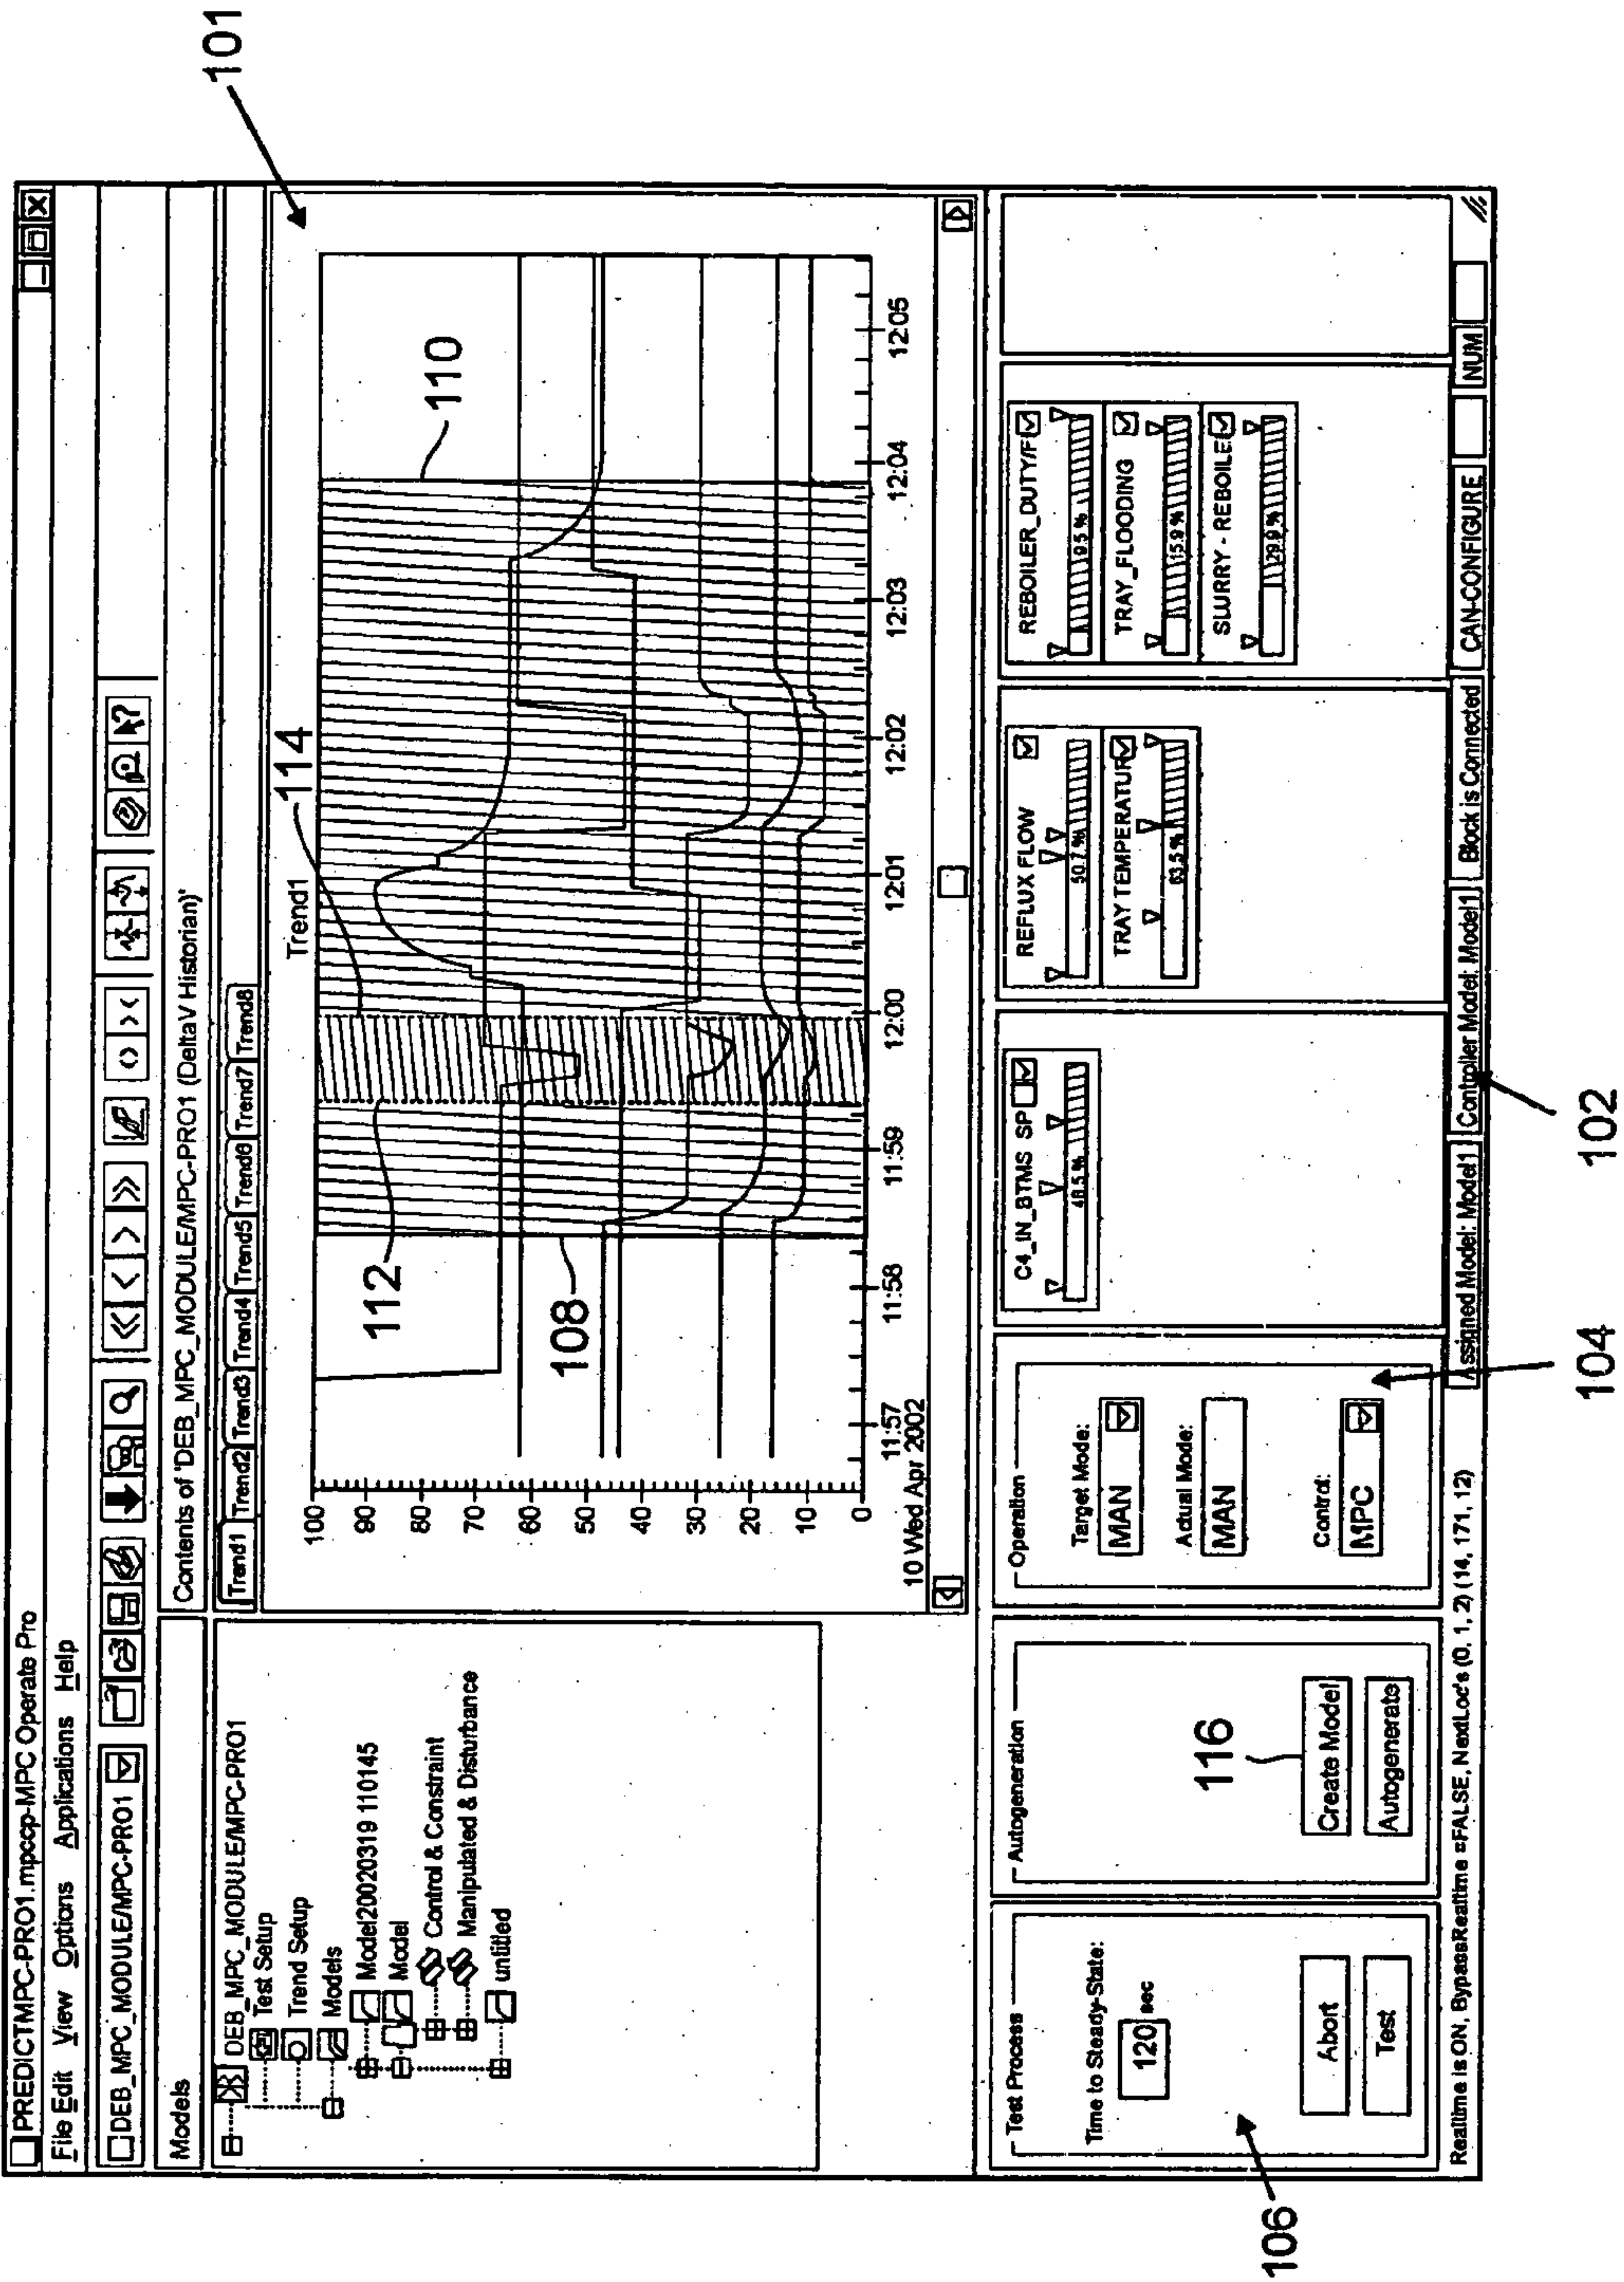 PREDICTMPC-PRO1.mpccp-MPC Operate Pro
File Edit View Options Applications Help
DEB_MPC_MODULE/MPC-PRO1
Models
Contents of 'DEB_MPC_MODULE/MPC-PRO1 (DeltaV Historian)'
DEB_MPC_MODULE/MPC-PRO1
Test Setup
Trend Setup
Models
Model20020319 110145
Model
Control & Constraint
Manipulated & Disturbance
untitled
Trend1 Trend2 Trend3 Trend4 Trend5 Trend6 Trend7 Trend8
Trend1
114
101
112
110
108
100
90
80
70
60
50
40
30
20
10
0
11:57 11:58 11:59 12:00 12:01 12:02 12:03 12:04 12:05
10 Wed Apr 2002
Test Process
Time to Steady-State:
120 sec
Abort
Test
Autogeneration
116
Create Model
Autogenerate
Operation
Target Mode:
MAN
Actual Mode:
MAN
Control:
MPC
C4_IN_BTMS SP
48.5 %
REFLUX FLOW
50.7 %
TRAY TEMPERATUR
63.5 %
REBOILER_DUTY/F
9.5 %
TRAY_FLOODING
15.9 %
SLURRY - REBOILE
29.9 %
Realtime is ON, BypassRealtime =FALSE, NextLoc's (0, 1, 2) (14, 171, 12)
Assigned Model: Model1 Controller Model: Model1 Block is Connected CAN-CONFIGURE NUM
106
104
102